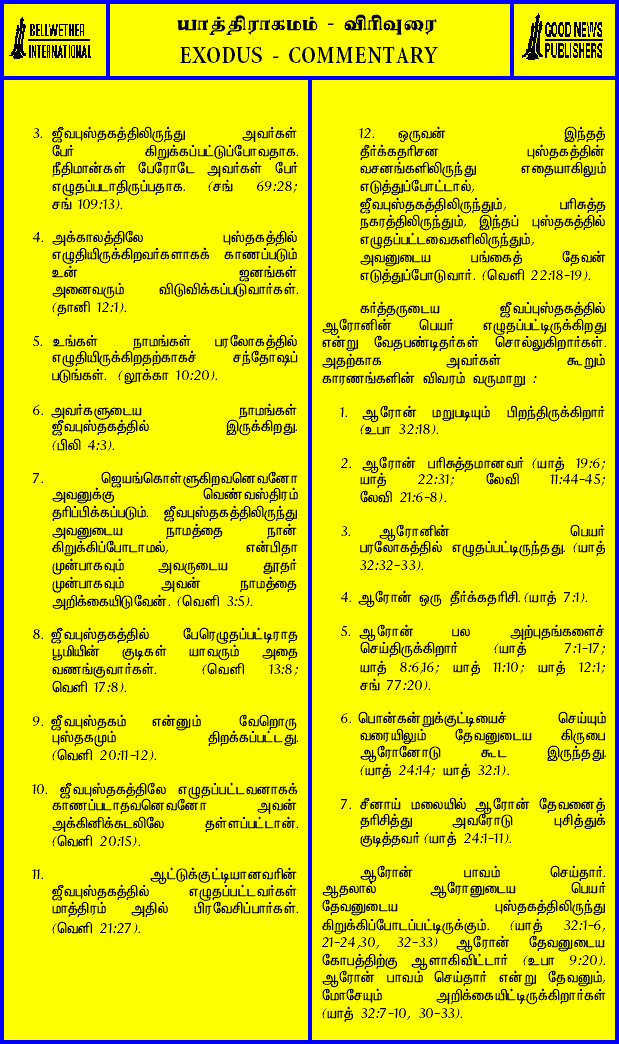 BELLWETHER
INTERNATIONAL
யாத்திராகமம் - விரிவுரை
EXODUS - COMMENTARY
GOOD NEWS
PUBLISHERS
3. ஜீவபுஸ்தகத்திலிருந்து அவர்கள்
பேர் கிறுக்கப்பட்டுப்போவதாக.
நீதிமான்கள் பேரோடே அவர்கள் பேர்
எழுதப்படாதிருப்பதாக. (சங் 69:28;
சங் 109:13).
4. அக்காலத்திலே புஸ்தகத்தில்
எழுதியிருக்கிறவர்களாகக் காணப்படும்
உன் ஜனங்கள்
அனைவரும் விடுவிக்கப்படுவார்கள்.
(தானி 12:1).
5. உங்கள் நாமங்கள் பரலோகத்தில்
எழுதியிருக்கிறதற்காகச் சந்தோஷப்
படுங்கள். (லூக்கா 10:20).
6. அவர்களுடைய நாமங்கள்
ஜீவபுஸ்தகத்தில் இருக்கிறது.
(பிலி 4:3).
7. ஜெயங்கொள்ளுகிறவனெவனோ
அவனுக்கு வெண்வஸ்திரம்
தரிப்பிக்கப்படும். ஜீவபுஸ்தகத்திலிருந்து
அவனுடைய நாமத்தை நான்
கிறுக்கிப்போடாமல், என்பிதா
முன்பாகவும் அவருடைய தூதர்
முன்பாகவும் அவன் நாமத்தை
அறிக்கையிடுவேன். (வெளி 3:5).
8. ஜீவபுஸ்தகத்தில் பேரெழுதப்பட்டிராத
பூமியின் குடிகள் யாவரும் அதை
வணங்குவார்கள். (வெளி 13:8;
வெளி 17:8).
9. ஜீவபுஸ்தகம் என்னும் வேறொரு
புஸ்தகமும் திறக்கப்பட்டது.
(வெளி 20:11-12).
10. ஜீவபுஸ்தகத்திலே எழுதப்பட்டவனாகக்
காணப்படாதவனெவனோ அவன்
அக்கினிக்கடலிலே தள்ளப்பட்டான்.
(வெளி 20:15).
11. ஆட்டுக்குட்டியானவரின்
ஜீவபுஸ்தகத்தில் எழுதப்பட்டவர்கள்
மாத்திரம் அதில் பிரவேசிப்பார்கள்.
(வெளி 21:27).
12. ஒருவன் இந்தத்
தீர்க்கதரிசன புஸ்தகத்தின்
வசனங்களிலிருந்து எதையாகிலும்
எடுத்துப்போட்டால்,
ஜீவபுஸ்தகத்திலிருந்தும், பரிசுத்த
நகரத்திலிருந்தும், இந்தப் புஸ்தகத்தில்
எழுதப்பட்டவைகளிலிருந்தும்,
அவனுடைய பங்கைத் தேவன்
எடுத்துப்போடுவார். (வெளி 22:18-19).
கர்த்தருடைய ஜீவப்புஸ்தகத்தில்
ஆரோனின் பெயர் எழுதப்பட்டிருக்கிறது
என்று வேதபண்டிதர்கள் சொல்லுகிறார்கள்.
அதற்காக அவர்கள் கூறும்
காரணங்களின் விவரம் வருமாறு :
1. ஆரோன் மறுபடியும் பிறந்திருக்கிறார்
(உபா 32:18).
2. ஆரோன் பரிசுத்தமானவர் (யாத் 19:6;
யாத் 22:31; லேவி 11:44-45;
லேவி 21:6-8).
3. ஆரோனின் பெயர்
பரலோகத்தில் எழுதப்பட்டிருந்தது. (யாத்
32:32-33).
4. ஆரோன் ஒரு தீர்க்கதரிசி. (யாத் 7:1).
5. ஆரோன் பல அற்புதங்களைச்
செய்திருக்கிறார் (யாத் 7:1-17;
யாத் 8:6,16; யாத் 11:10; யாத் 12:1;
சங் 77:20).
6. பொன்கன்றுக்குட்டியைச் செய்யும்
வரையிலும் தேவனுடைய கிருபை
ஆரோனோடு கூட இருந்தது.
(யாத் 24:14; யாத் 32:1).
7. சீனாய் மலையில் ஆரோன் தேவனைத்
தரிசித்து அவரோடு புசித்துக்
குடித்தவர் (யாத் 24:1-11).
ஆரோன் பாவம் செய்தார்.
ஆதலால் ஆரோனுடைய பெயர்
தேவனுடைய புஸ்தகத்திலிருந்து
கிறுக்கிப்போடப்பட்டிருக்கும். (யாத் 32:1-6,
21-24,30, 32-33) ஆரோன் தேவனுடைய
கோபத்திற்கு ஆளாகிவிட்டார் (உபா 9:20).
ஆரோன் பாவம் செய்தார் என்று தேவனும்,
மோசேயும் அறிக்கையிட்டிருக்கிறார்கள்
(யாத் 32:7-10, 30-33).